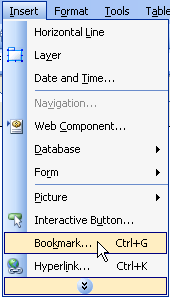 Insert Format Tools Table
Horizontal Line
Layer
Date and Time...
Navigation...
Web Component...
Database
Form
Picture
Interactive Button...
Bookmark... Ctrl+G
Hyperlink... Ctrl+K